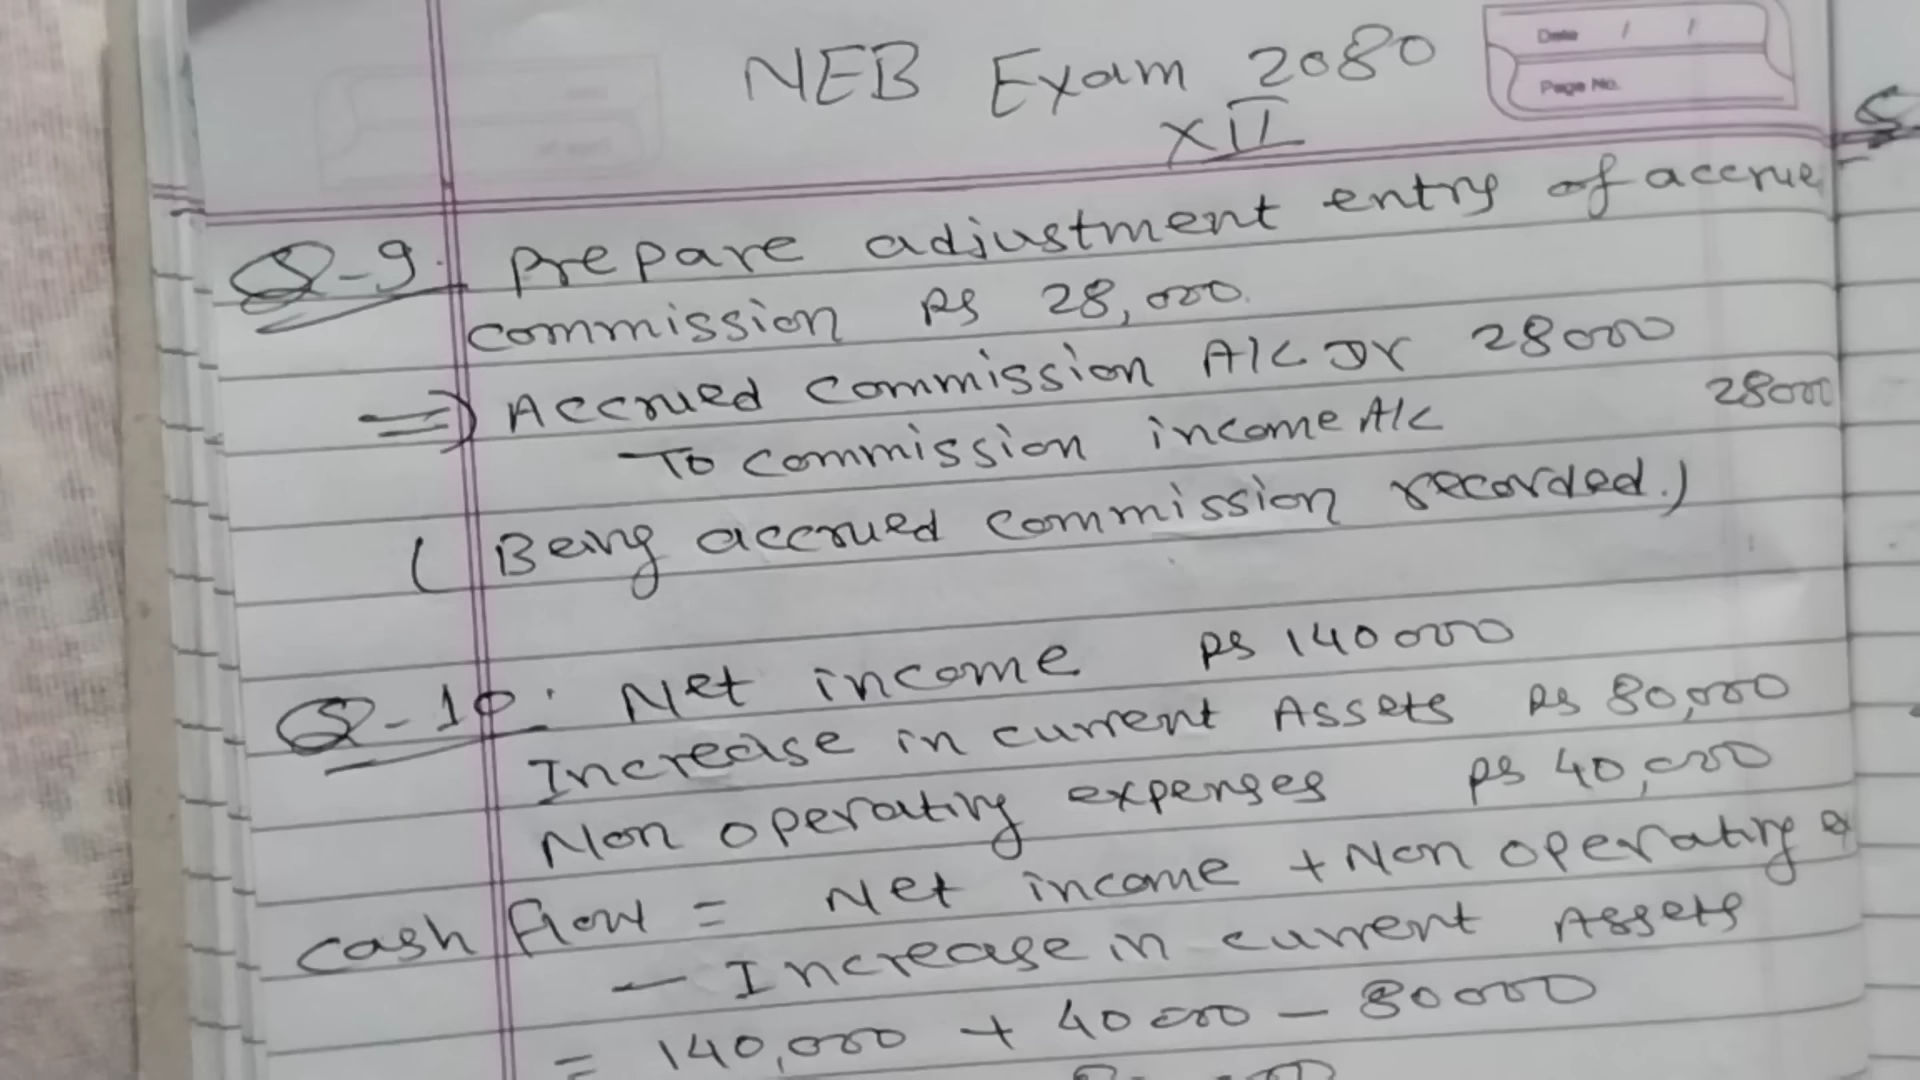 NEB Exam 2080
XII
Date / /
Page No.
Q-9. Prepare adjustment entry of accrue
commission Rs 28,000.
=> Accrued commission A/C Dr 28000
To commission income A/C 28000
( Being accrued commission recorded.)
Q-10. Net income Rs 140000
Increase in current Assets Rs 80,000
Non operating expenses Rs 40,000
cash flow = Net income + Non operating
— Increase in current Assets
= 140,000 + 40000 - 80000